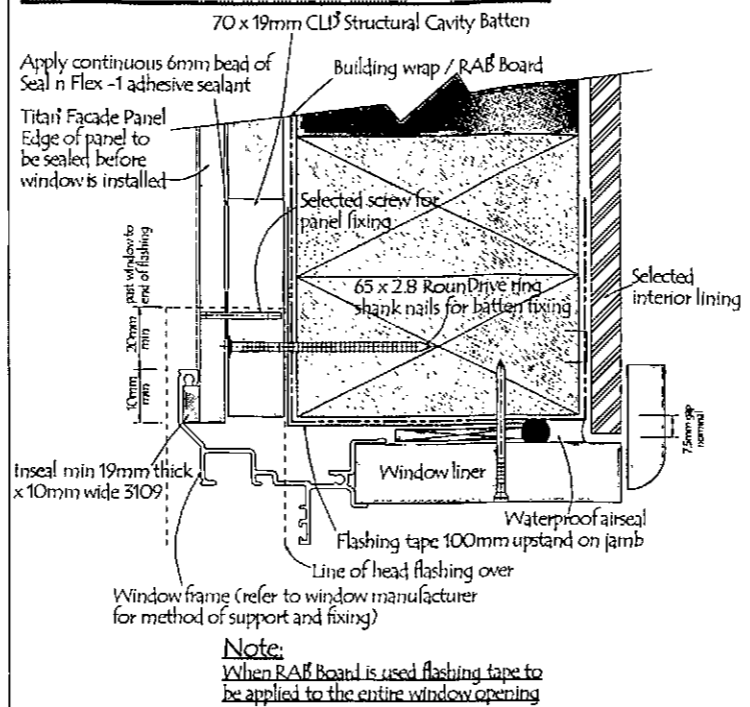 70 x 19mm CLD Structural Cavity Batten
Apply continuous 6mm bead of
Seal n Flex -1 adhesive sealant
Building wrap / RAB Board
Titan Facade Panel
Edge of panel to
be sealed before
window is installed
Selected screw for
panel fixing
past window to
end of flashing
20mm
min
10mm
min
65 x 2.8 RounDrive ring
shank nails for batten fixing
Selected
interior lining
7.5mm gap
nominal
Inseal min 19mm thick
x 10mm wide 3109
Window liner
Waterproof airseal
Flashing tape 100mm upstand on jamb
Line of head flashing over
Window frame (refer to window manufacturer
for method of support and fixing)
Note:
When RAB Board is used flashing tape to
be applied to the entire window opening